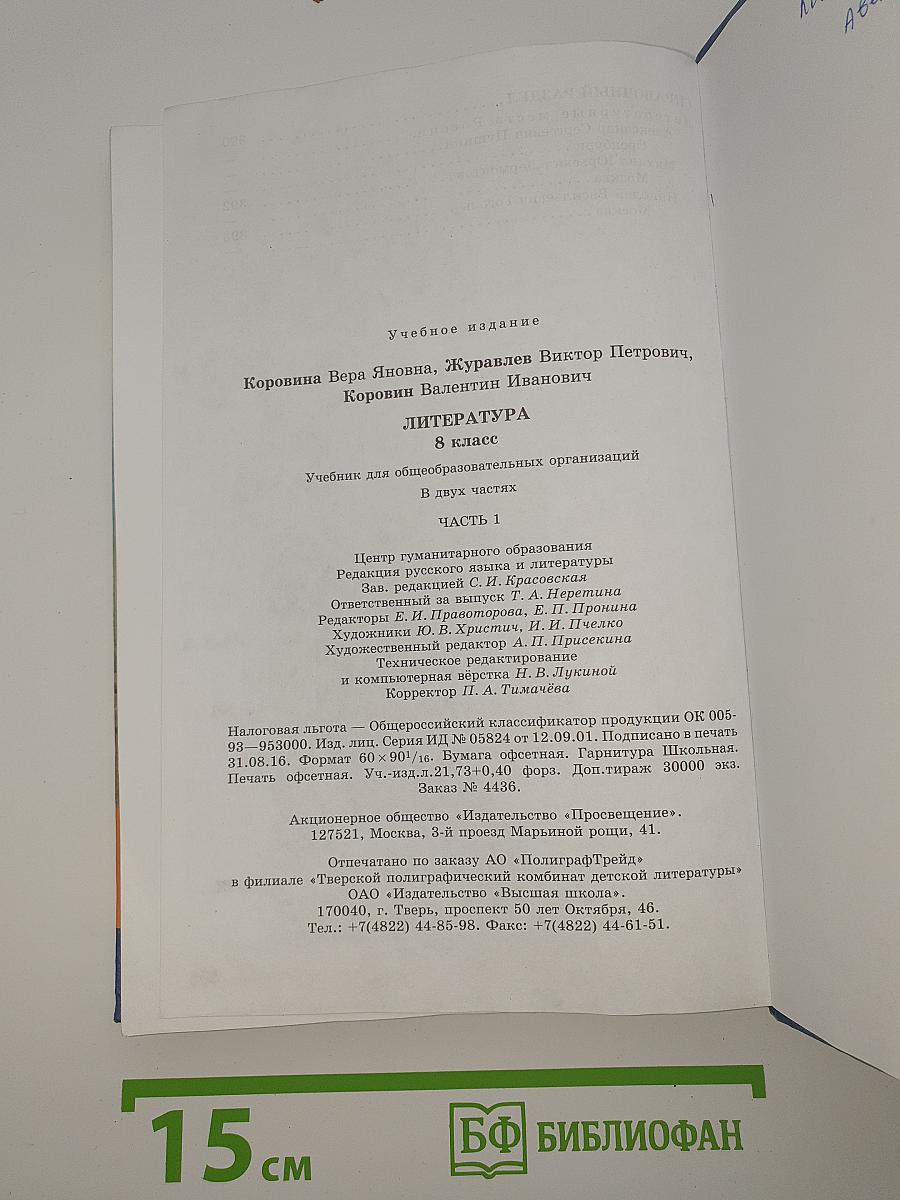 Учебное издание
Коровина Вера Яновна, Журавлев Виктор Петрович,
Коровин Валентин Иванович
ЛИТЕРАТУРА
8 класс
Учебник для общеобразовательных организаций
В двух частях
ЧАСТЬ 1
Центр гуманитарного образования
Редакция русского языка и литературы
Зав. редакцией С. И. Красовская
Ответственный за выпуск Т. А. Неретина
Редакторы Е. И. Правоторова, Е. П. Пронина
Художники Ю. В. Христич, И. И. Пчелко
Художественный редактор А. П. Присекина
Техническое редактирование
и компьютерная вёрстка Н. В. Лукиной
Корректор П. А. Тимачёва
Налоговая льгота — Общероссийский классификатор продукции ОК 005-
93—953000. Изд. лиц. Серия ИД № 05824 от 12.09.01. Подписано в печать
31.08.16. Формат 60×90¹/₁₆. Бумага офсетная. Гарнитура Школьная.
Печать офсетная. Уч.-изд.л.21,73+0,40 форз. Доп.тираж 30000 экз.
Заказ № 4436.
Акционерное общество «Издательство «Просвещение».
127521, Москва, 3-й проезд Марьиной рощи, 41.
Отпечатано по заказу АО «ПолиграфТрейд»
в филиале «Тверской полиграфический комбинат детской литературы»
ОАО «Издательство «Высшая школа».
170040, г. Тверь, проспект 50 лет Октября, 46.
Тел.: +7(4822) 44-85-98. Факс: +7(4822) 44-61-51.
15 см
БФ БИБЛИОФАН